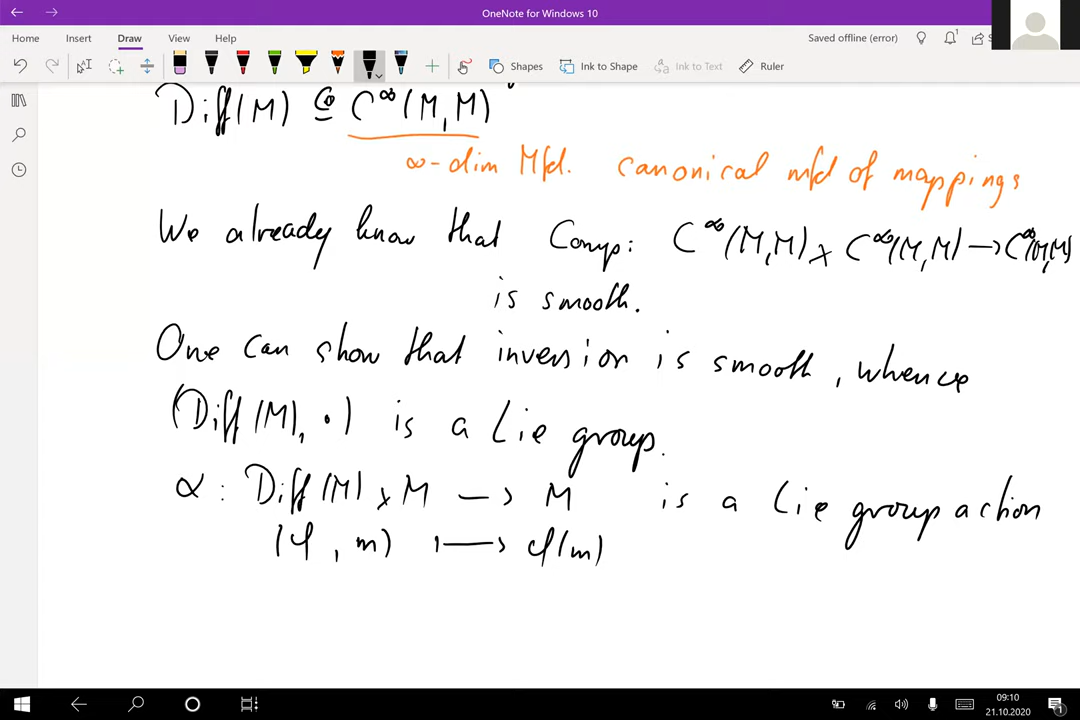 OneNote for Windows 10
Home Insert Draw View Help
Saved offline (error)
Shapes Ink to Shape Ink to Text Ruler
Diff(M) ⊆ C^∞(M,M)
∞-dim Mfd. canonical mfd of mappings
We already know that Comp: C^∞(M,M) × C^∞(M,M) → C^∞(M,M)
is smooth.
One can show that inversion is smooth, whence
(Diff(M), •) is a Lie group.
α: Diff(M) × M → M is a Lie group action
(φ, m) ↦ φ(m)
09:10
21.10.2020